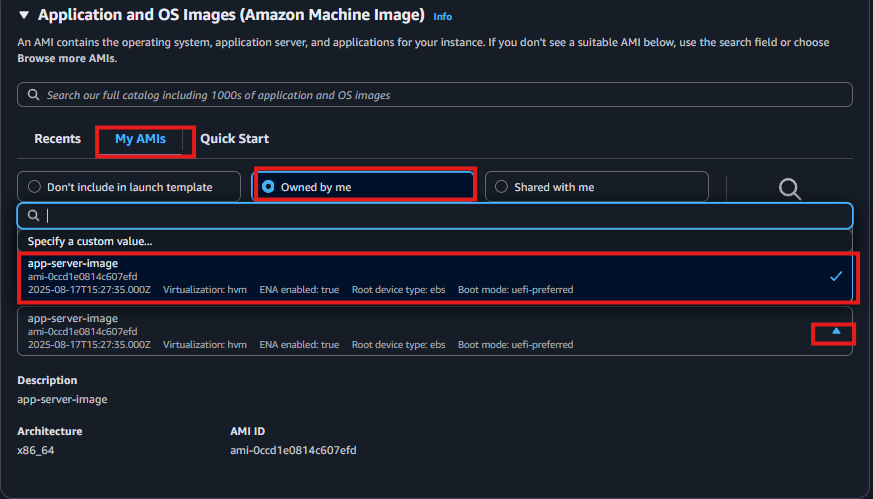 Application and OS Images (Amazon Machine Image) Info
An AMI contains the operating system, application server, and applications for your instance. If you don't see a suitable AMI below, use the search field or choose
Browse more AMIs.
Search our full catalog including 1000s of application and OS images
Recents My AMIs Quick Start
Don't include in launch template Owned by me Shared with me
Specify a custom value...
app-server-image
ami-0ccd1e0814c607efd
2025-08-17T15:27:35.000Z Virtualization: hvm ENA enabled: true Root device type: ebs Boot mode: uefi-preferred
app-server-image
ami-0ccd1e0814c607efd
2025-08-17T15:27:35.000Z Virtualization: hvm ENA enabled: true Root device type: ebs Boot mode: uefi-preferred
Description
app-server-image
Architecture AMI ID
x86_64 ami-0ccd1e0814c607efd